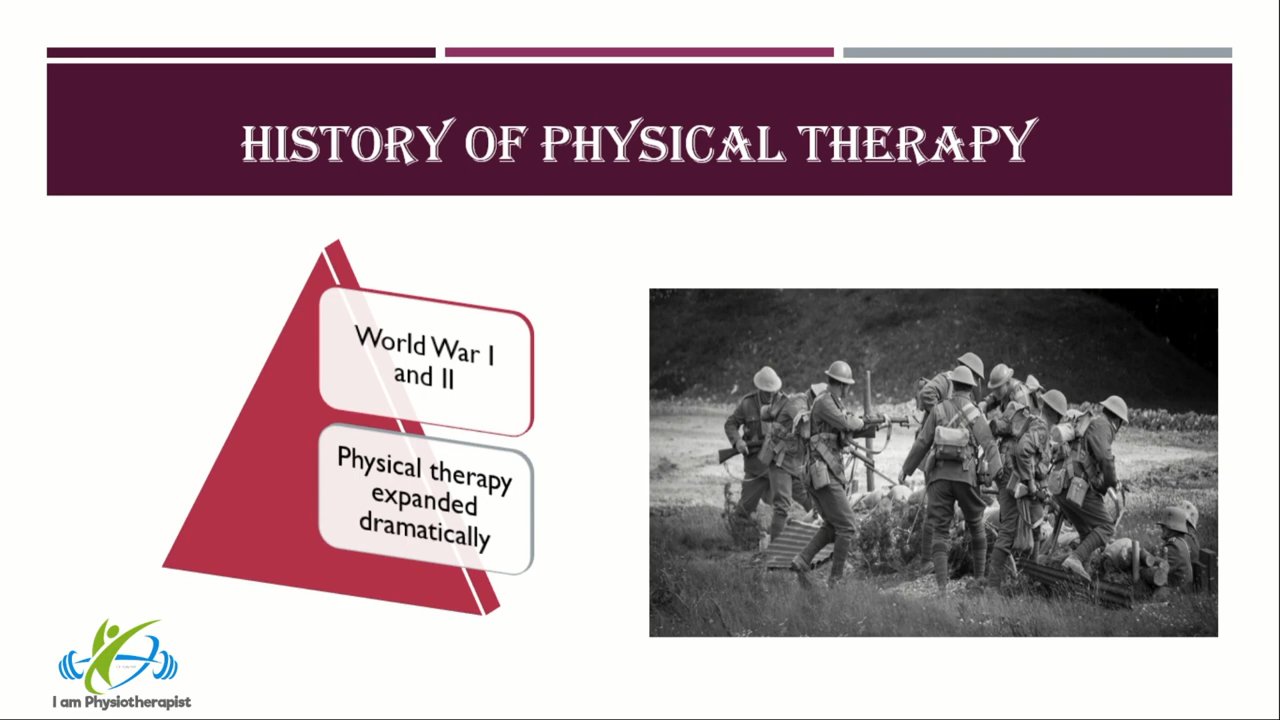 HISTORY OF PHYSICAL THERAPY
World War I
and II
Physical therapy
expanded
dramatically
I am Physiotherapist